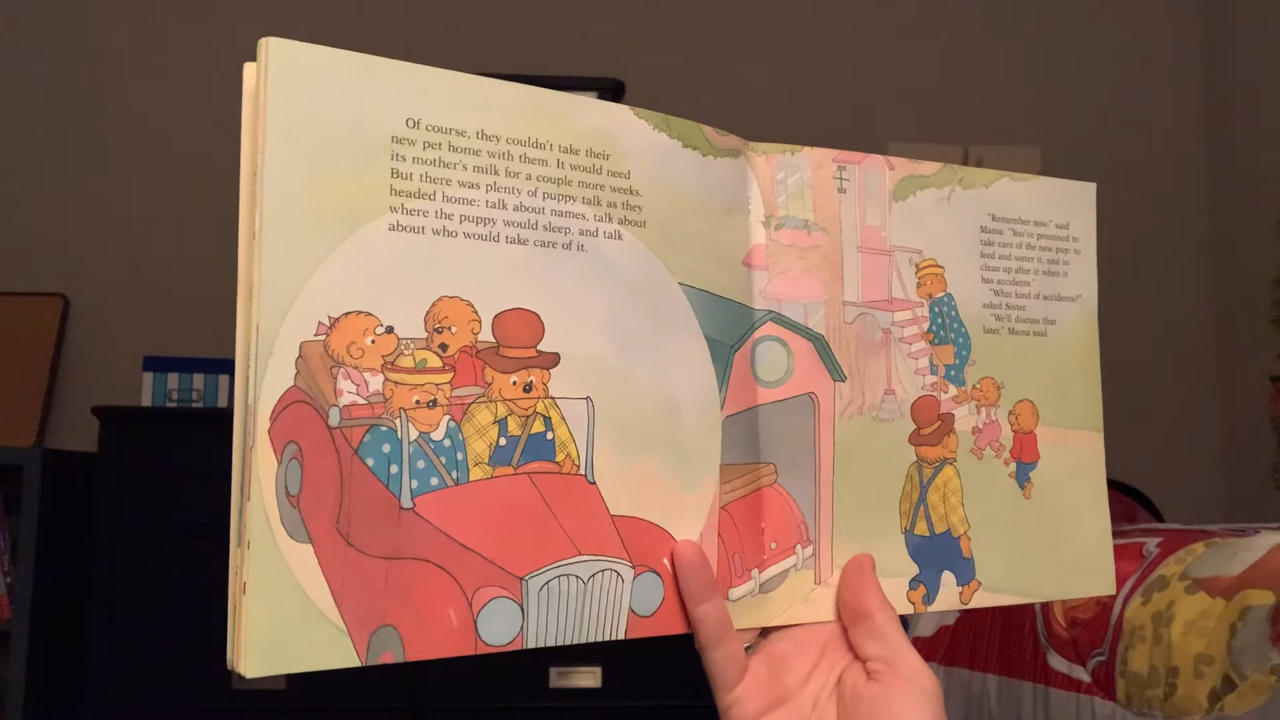 Of course, they couldn't take their
new pet home with them. It would need
its mother's milk for a couple more weeks.
But there was plenty of puppy talk as they
headed home: talk about names, talk about
where the puppy would sleep, and talk
about who would take care of it.
"Remember now," said
Mama. "You've promised to
take care of the new pup: to
feed and water it, and to
clean up after it when it
has accidents."
"What kind of accidents?"
asked Sister.
"We'll discuss that
later," Mama said.